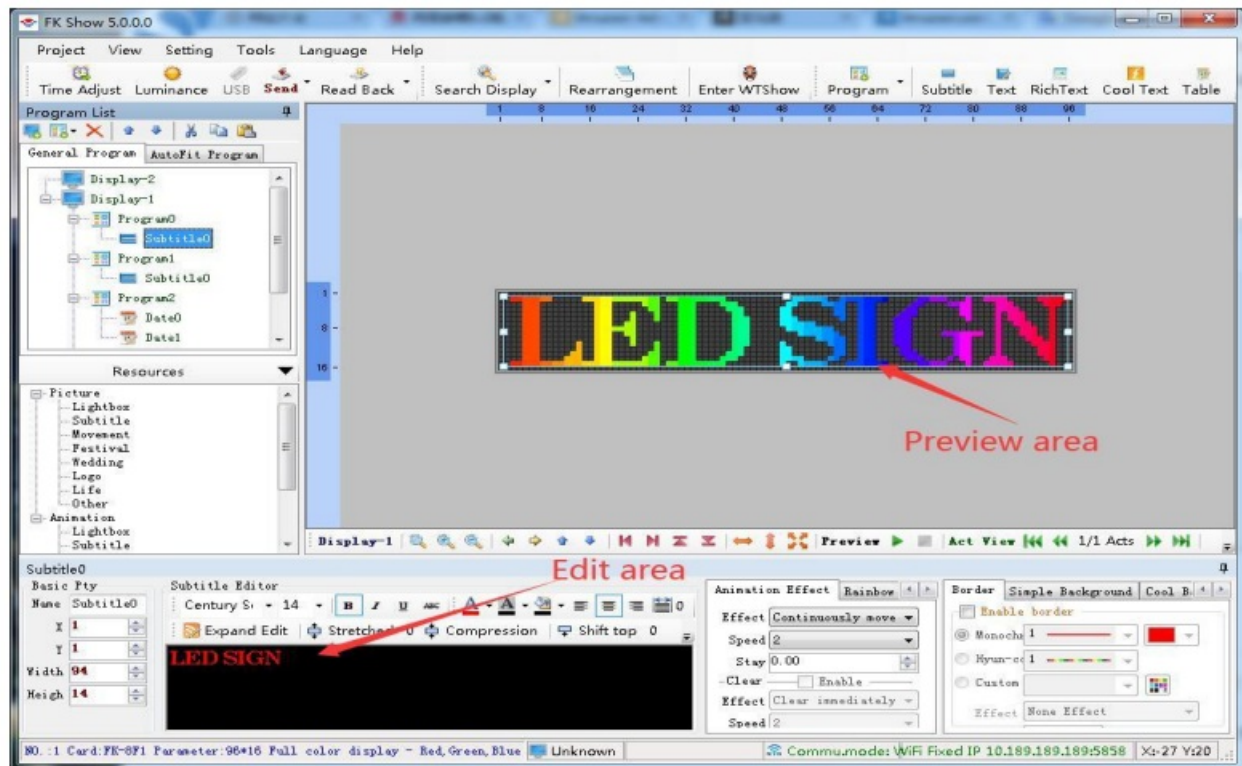 FK Show 5.0.0.0
Project View Setting Tools Language Help
Time Adjust Luminance USB Send Read Back Search Display Rearrangement Enter WTShow Program Subtitle Text RichText Cool Text Table
Program List
1 8 16 24 32 40 48 56 64 72 80 88 96
General Program AutoFit Program
Display-2
Display-1
Program0
Subtitle0
Program1
Subtitle0
Program2
Date0
Date1
1
8
16
LED SIGN
Preview area
Resources
Picture
Lightbox
Subtitle
Movement
Festival
Wedding
Logo
Life
Other
Animation
Lightbox
Subtitle
Display-1 Preview Act View 1/1 Acts
Subtitle0
Edit area
Basic Pty
Name Subtitle0
X 1
Y 1
Width 94
Heigh 14
Subtitle Editor
Century S 14 B I U ABC A A 0
Expand Edit Stretched 0 Compression Shift top 0
LED SIGN
Animation Effect Rainbow
Effect Continuously move
Speed 2
Stay 0.00
Clear Enable
Effect Clear immediately
Speed 2
Border Simple Background Cool B
Enable border
Monocho 1
Hyun-cc 1
Custom
Effect None Effect
NO.:1 Card:FK-6F1 Parameter:96*16 Full color display - Red,Green,Blue Unknown Commu.mode: WiFi Fixed IP 10.189.189.189:5858 X:-27 Y:20